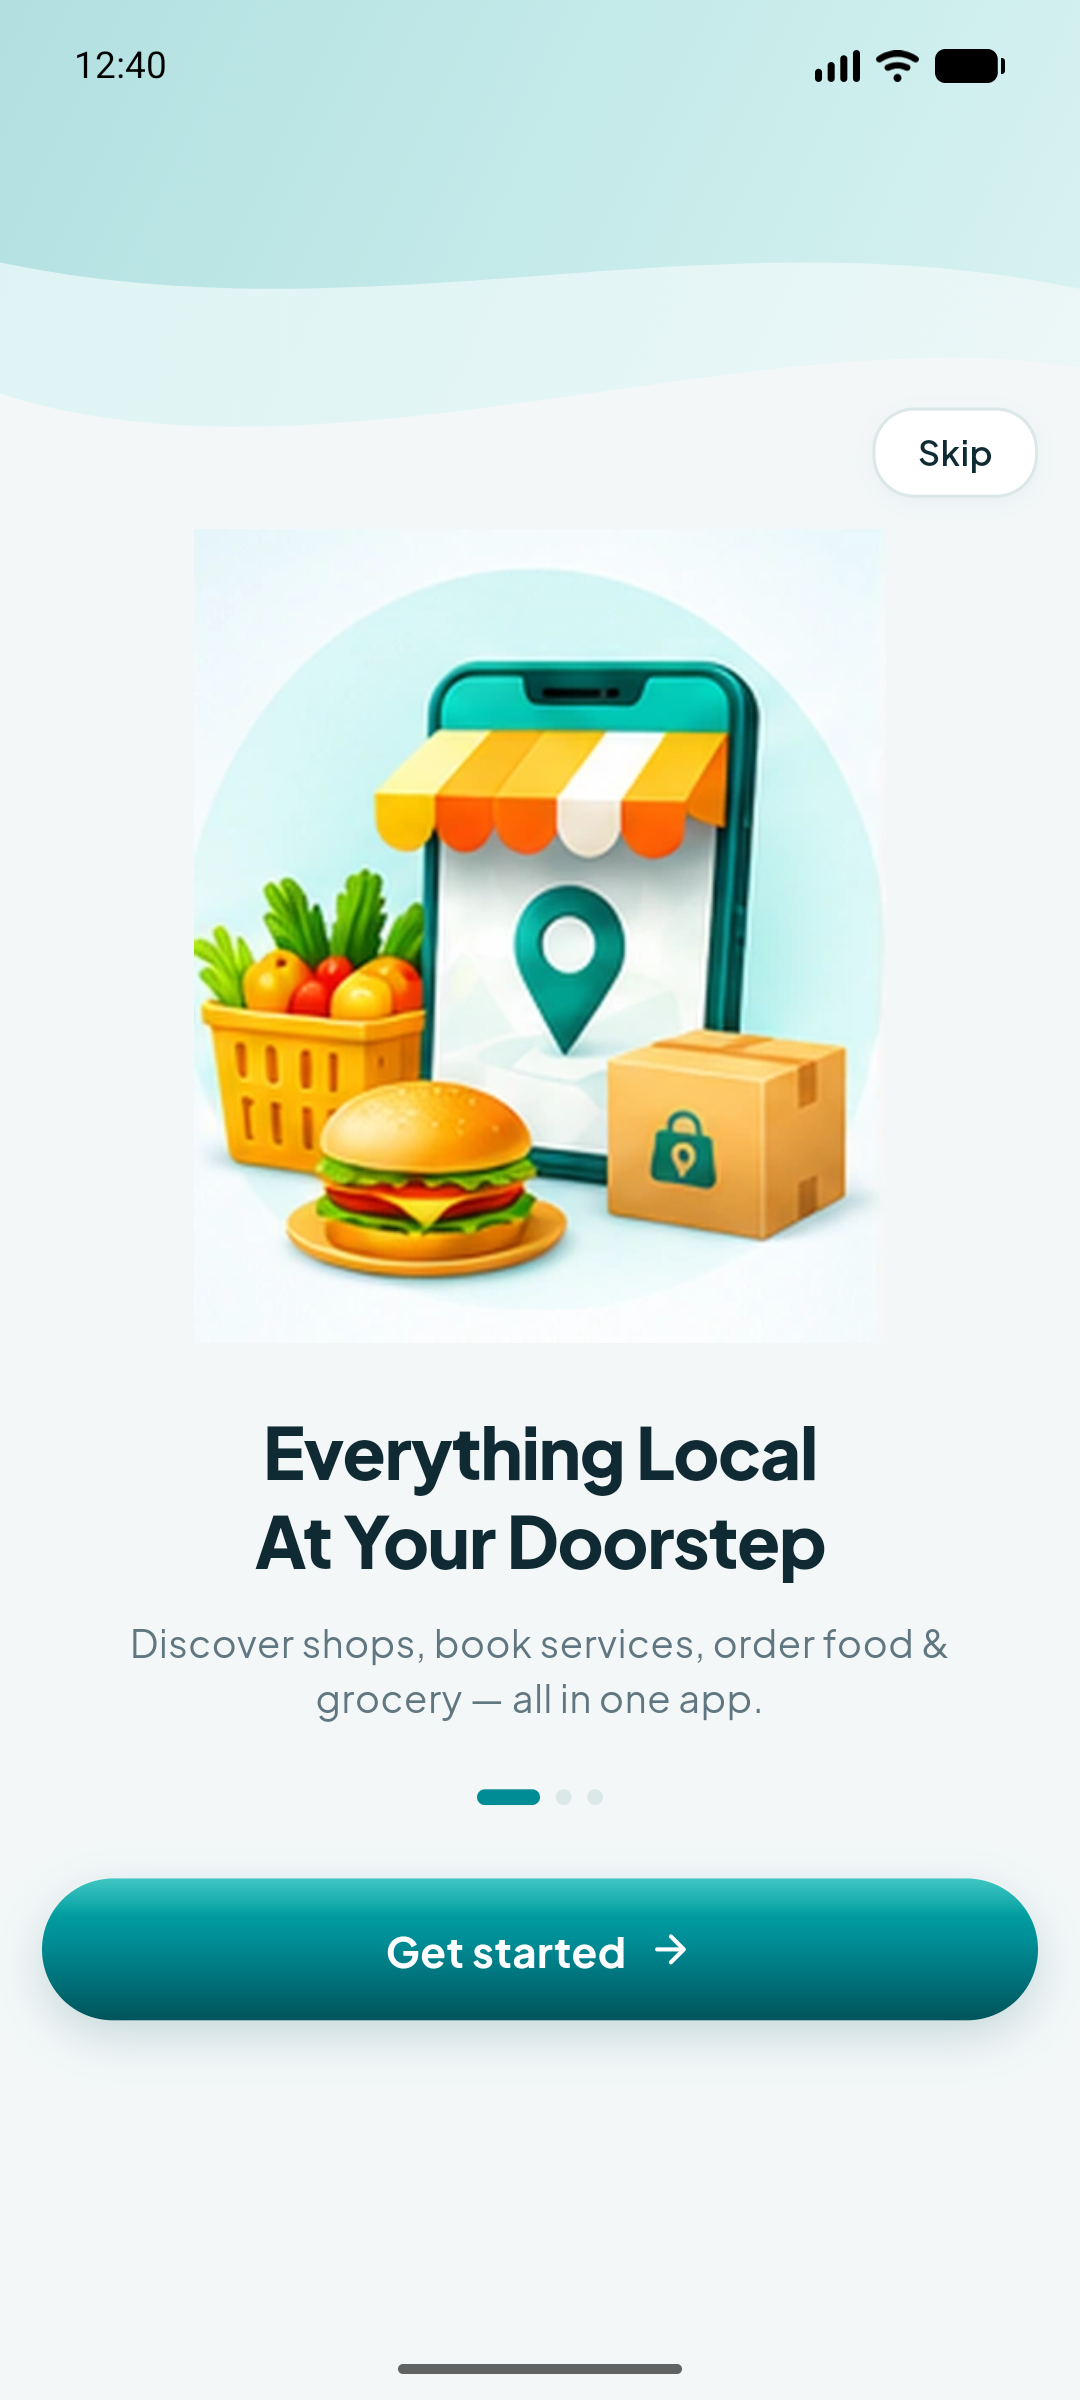 12:40
Skip
Everything Local
At Your Doorstep
Discover shops, book services, order food &
grocery — all in one app.
Get started →